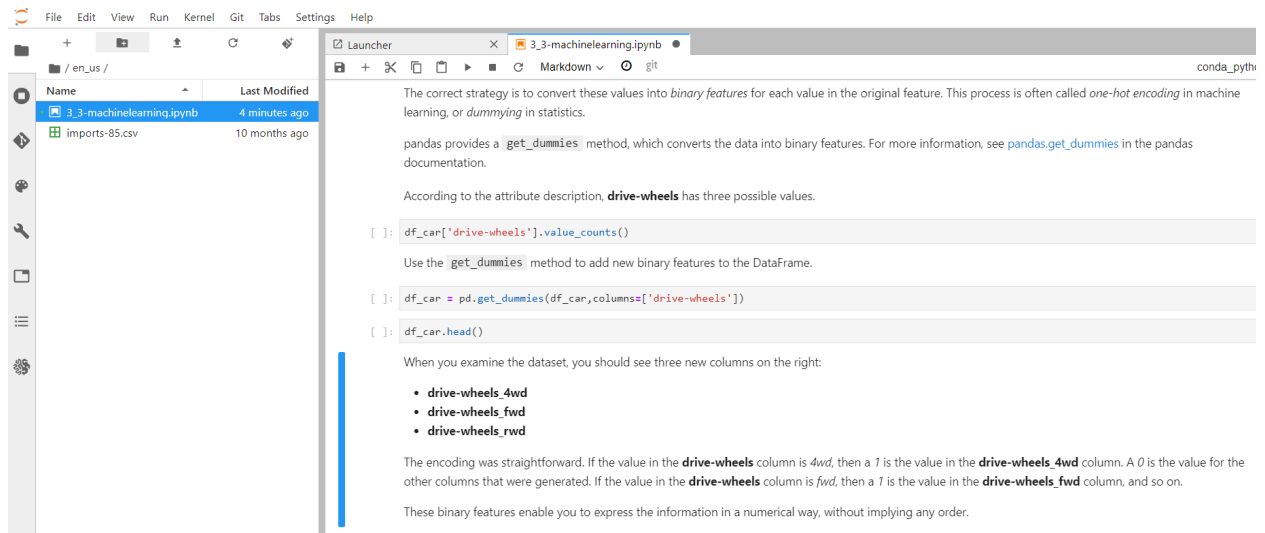 File Edit View Run Kernel Git Tabs Settings Help
/ en_us /
Name Last Modified
3_3-machinelearning.ipynb 4 minutes ago
imports-85.csv 10 months ago
Launcher 3_3-machinelearning.ipynb
Markdown git conda_pytho
The correct strategy is to convert these values into binary features for each value in the original feature. This process is often called one-hot encoding in machine
learning, or dummying in statistics.
pandas provides a get_dummies method, which converts the data into binary features. For more information, see pandas.get_dummies in the pandas
documentation.
According to the attribute description, drive-wheels has three possible values.
[ ]: df_car['drive-wheels'].value_counts()
Use the get_dummies method to add new binary features to the DataFrame.
[ ]: df_car = pd.get_dummies(df_car,columns=['drive-wheels'])
[ ]: df_car.head()
When you examine the dataset, you should see three new columns on the right:
• drive-wheels_4wd
• drive-wheels_fwd
• drive-wheels_rwd
The encoding was straightforward. If the value in the drive-wheels column is 4wd, then a 1 is the value in the drive-wheels_4wd column. A 0 is the value for the
other columns that were generated. If the value in the drive-wheels column is fwd, then a 1 is the value in the drive-wheels_fwd column, and so on.
These binary features enable you to express the information in a numerical way, without implying any order.